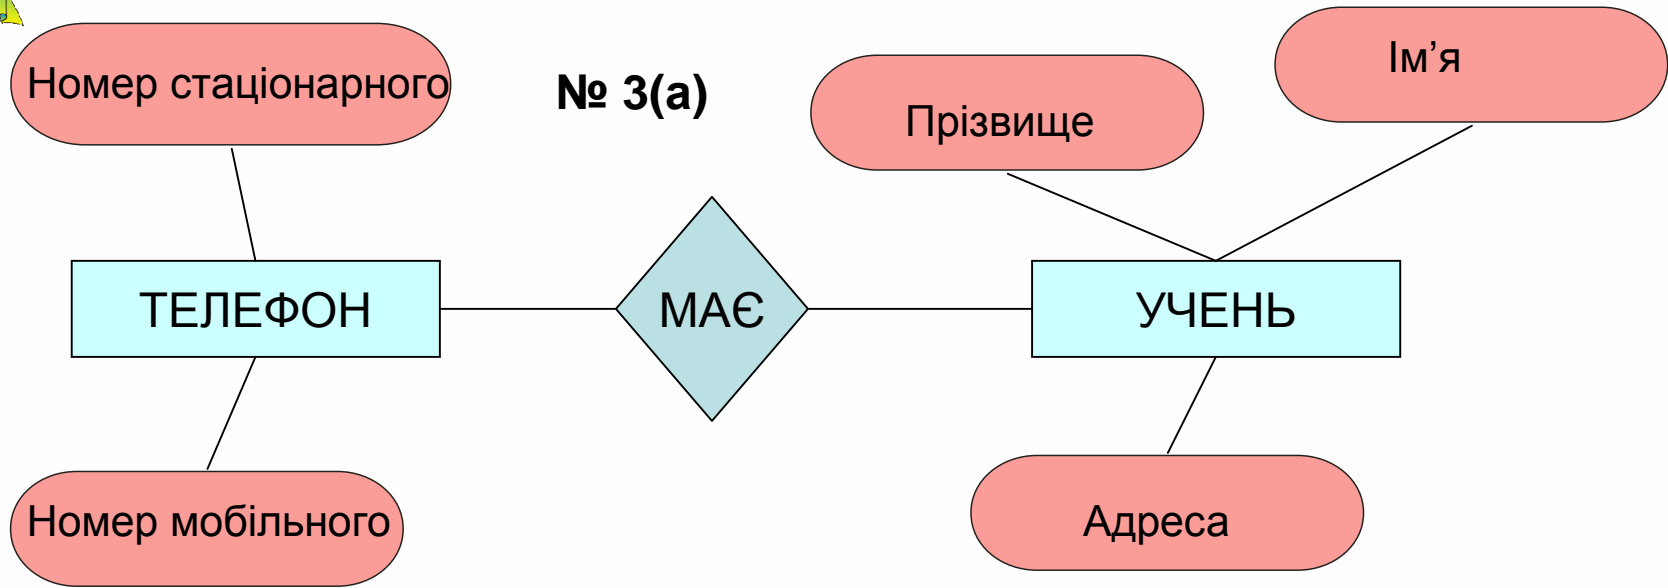 Номер стаціонарного
№ 3(а)
Прізвище
Ім’я
ТЕЛЕФОН
МАЄ
УЧЕНЬ
Номер мобільного
Адреса